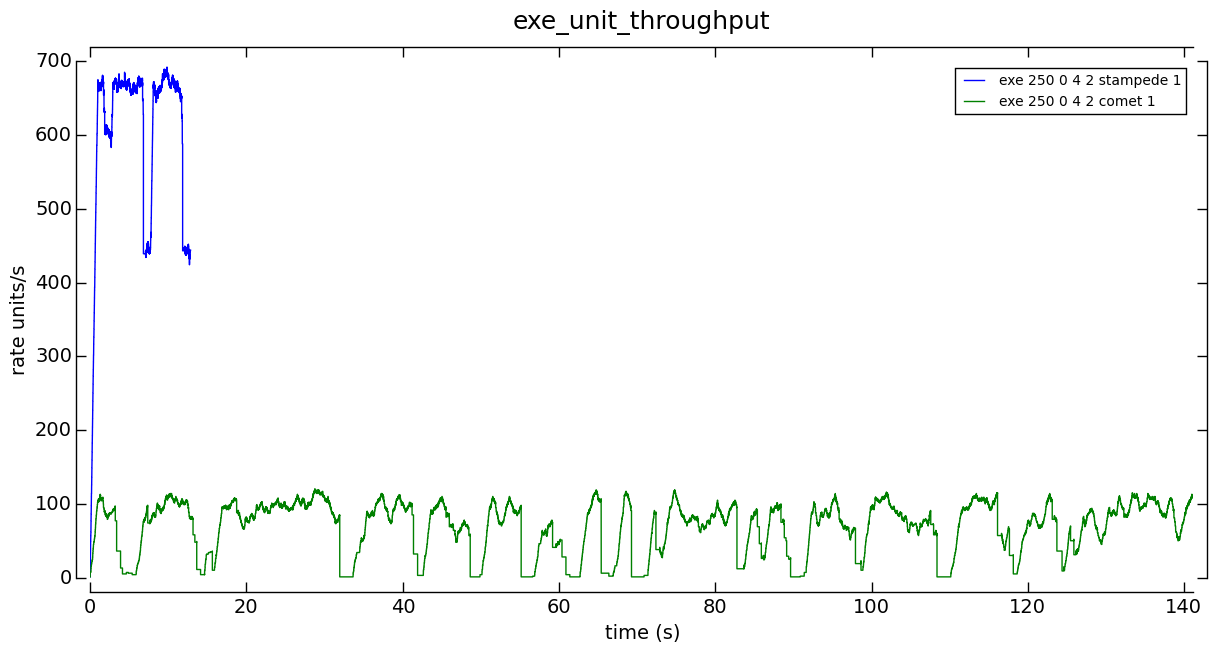 exe_unit_throughput
exe 250 0 4 2 stampede 1
exe 250 0 4 2 comet 1
700
600
500
400
300
200
100
0
rate units/s
0 20 40 60 80 100 120 140
time (s)